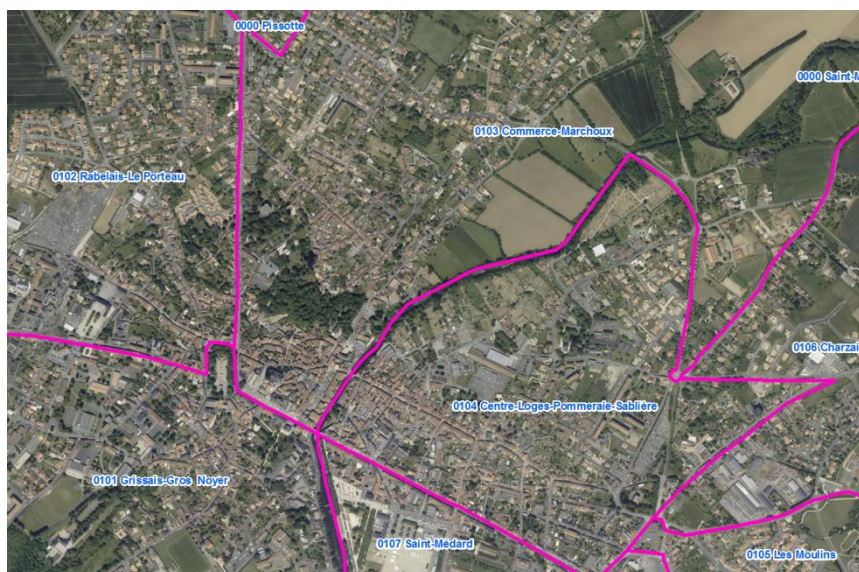 0000 Pissotte
0000 Saint-M
0103 Commerce-Marchoux
0102 Rabelais-Le Porteau
0106 Charzai
0104 Centre-Loges-Pommeraie-Sablière
0101 Grissais-Gros Noyer
0107 Saint-Médard
0105 Les Moulins